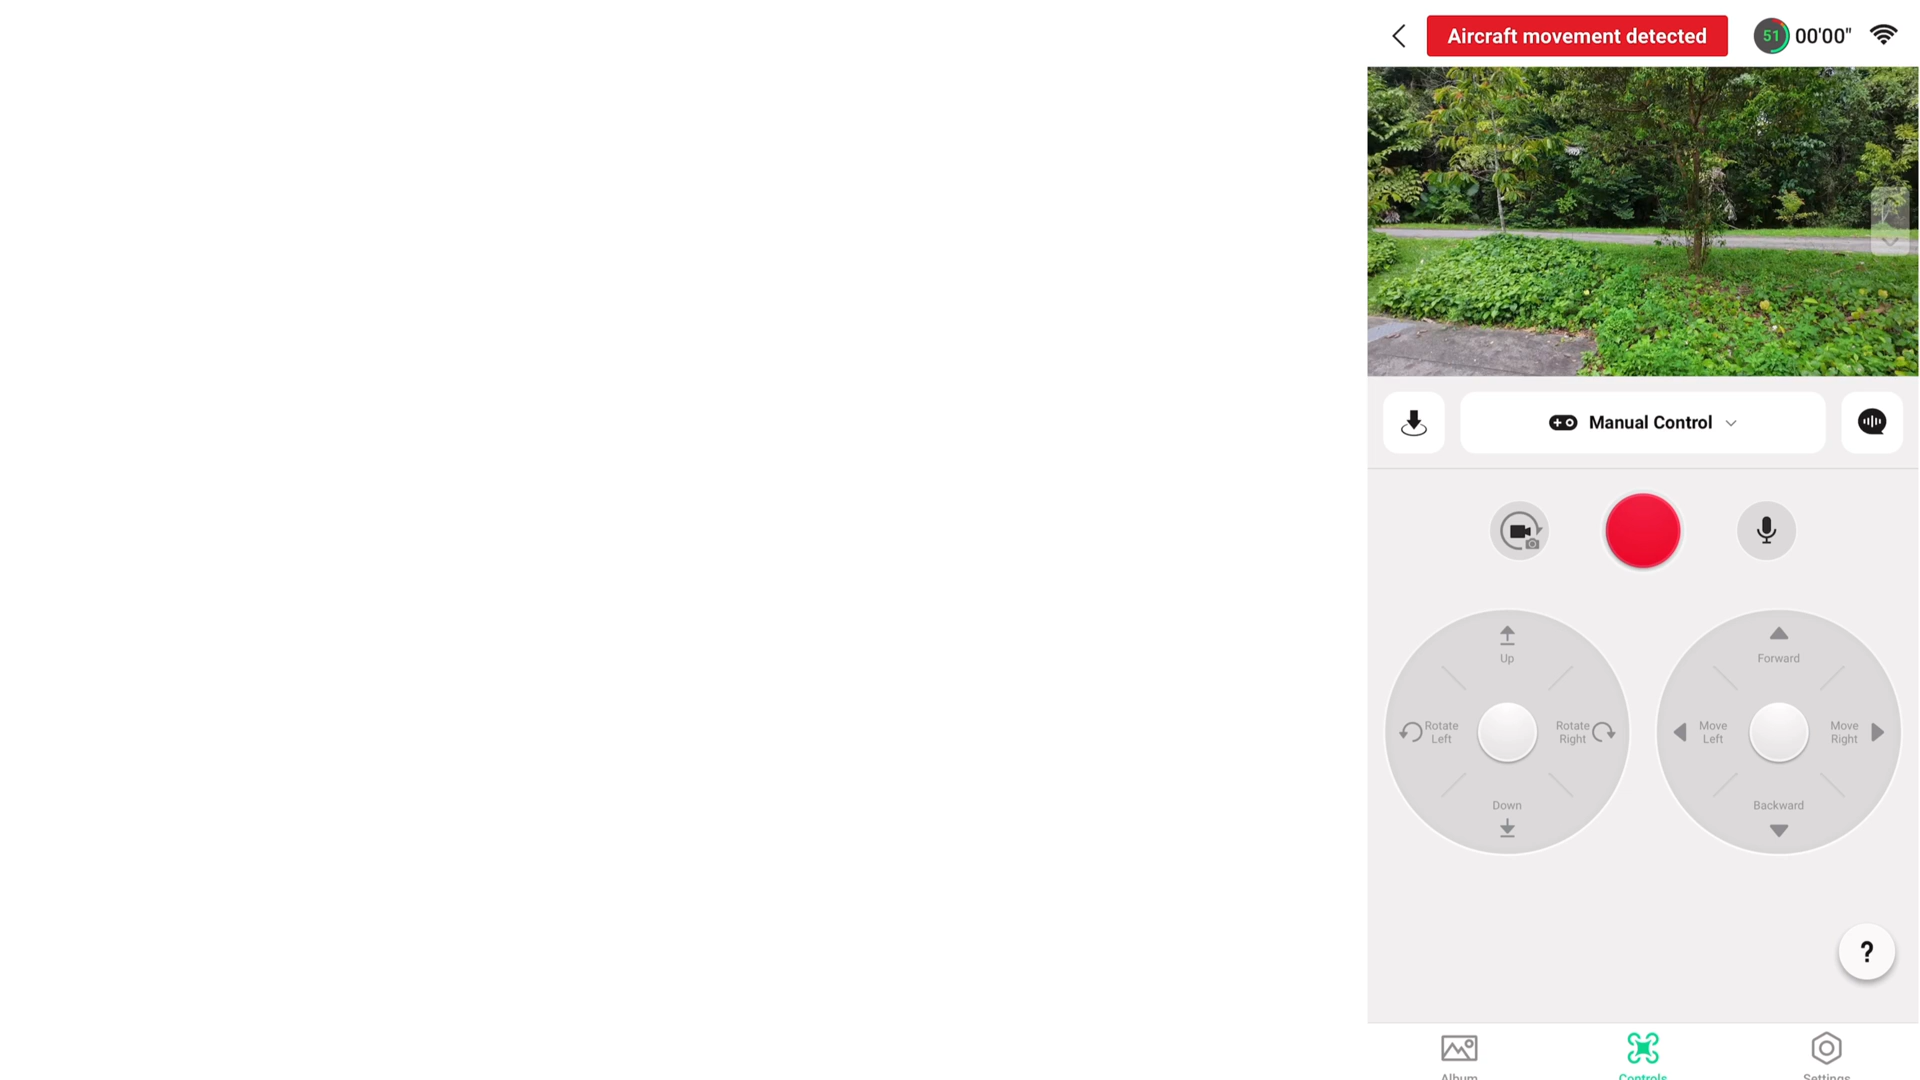 Aircraft movement detected
51 00'00"
Manual Control
Up
Forward
Rotate Left
Rotate Right
Move Left
Move Right
Down
Backward
?
Album
Controls
Settings